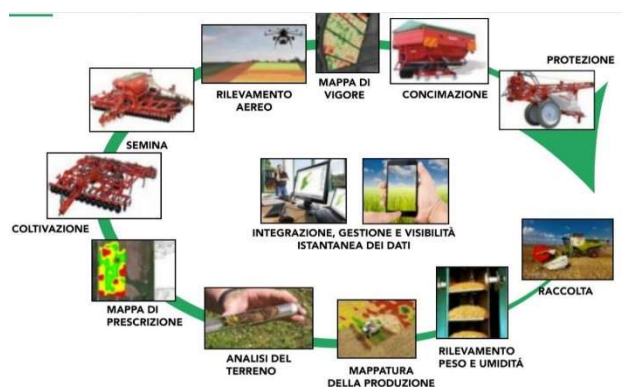 MAPPA DI
VIGORE
RILEVAMENTO
AEREO
CONCIMAZIONE
PROTEZIONE
SEMINA
COLTIVAZIONE
INTEGRAZIONE, GESTIONE E VISIBILITÀ
ISTANTANEA DEI DATI
MAPPA DI
PRESCRIZIONE
ANALISI DEL
TERRENO
MAPPATURA
DELLA PRODUZIONE
RILEVAMENTO
PESO E UMIDITÁ
RACCOLTA